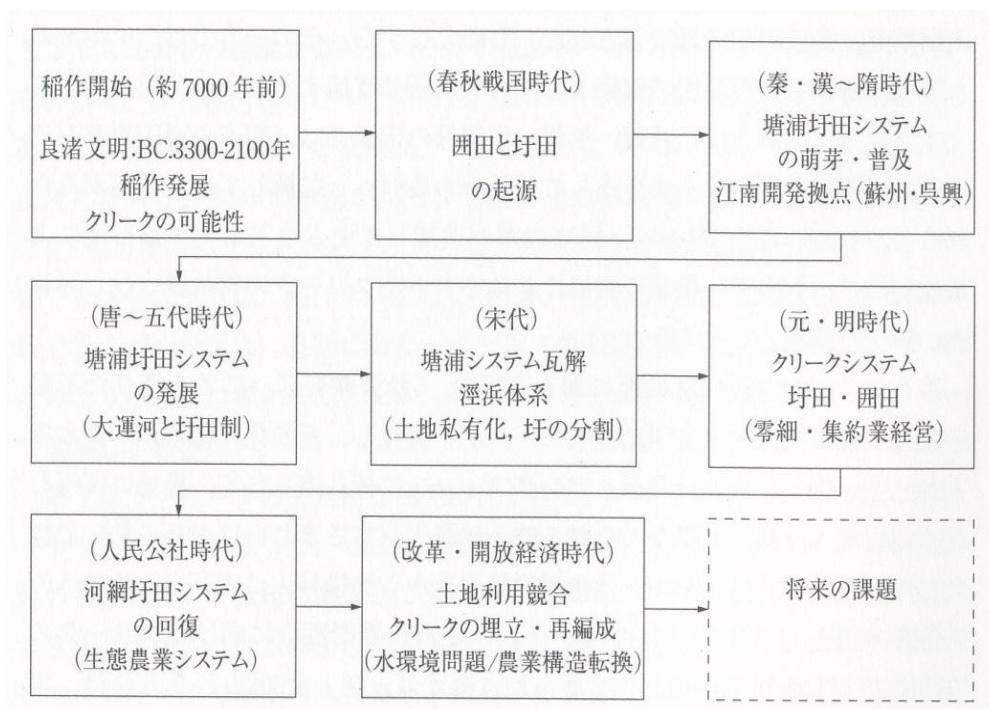 稲作開始（約7000年前）
良渚文明:BC.3300-2100年
稲作発展
クリークの可能性
(春秋戦国時代)
囲田と圩田
の起源
(秦・漢〜隋時代)
塘浦圩田システム
の萌芽・普及
江南開発拠点(蘇州・呉興)
(唐〜五代時代)
塘浦圩田システム
の発展
(大運河と圩田制)
(宋代)
塘浦システム瓦解
涇浜体系
(土地私有化, 圩の分割)
(元・明時代)
クリークシステム
圩田・囲田
(零細・集約業経営)
(人民公社時代)
河網圩田システム
の回復
(生態農業システム)
(改革・開放経済時代)
土地利用競合
クリークの埋立・再編成
(水環境問題/農業構造転換)
将来の課題